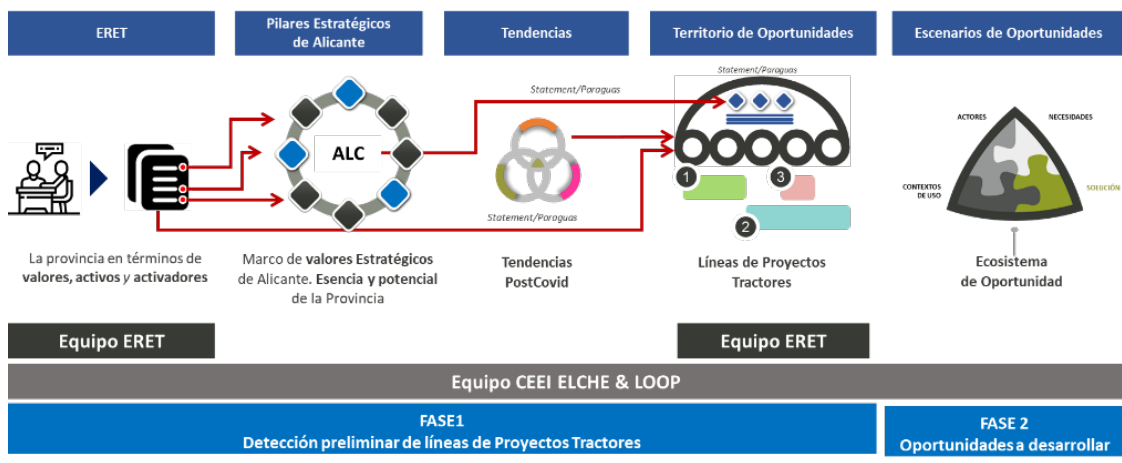 ERET
Pilares Estratégicos
de Alicante
Tendencias
Territorio de Oportunidades
Escenarios de Oportunidades
Statement/Paraguas
Statement/Paraguas
ALC
ACTORES
NECESIDADES
1
3
CONTEXTOS
DE USO
SOLUCIÓN
Statement/Paraguas
2
La provincia en términos de
valores, activos y activadores
Marco de valores Estratégicos
de Alicante. Esencia y potencial
de la Provincia
Tendencias
PostCovid
Líneas de Proyectos
Tractores
Ecosistema
de Oportunidad
Equipo ERET
Equipo ERET
Equipo CEEI ELCHE & LOOP
FASE1
Detección preliminar de líneas de Proyectos Tractores
FASE 2
Oportunidades a desarrollar